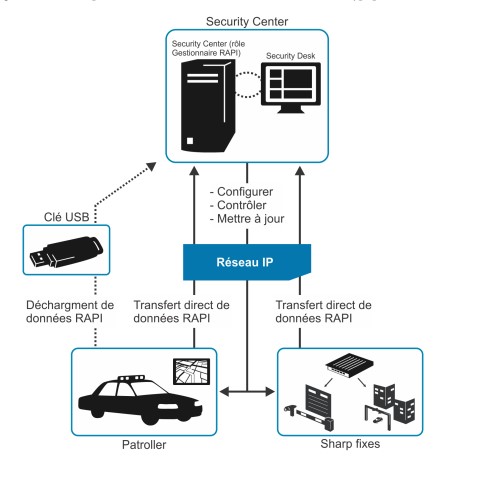 Security Center
Security Center (rôle
Gestionnaire RAPI)
Security Desk
- Configurer
- Contrôler
- Mettre à jour
Clé USB
Réseau IP
Déchargment de
données RAPI
Transfert direct de
données RAPI
Transfert direct de
données RAPI
Patroller
Sharp fixes